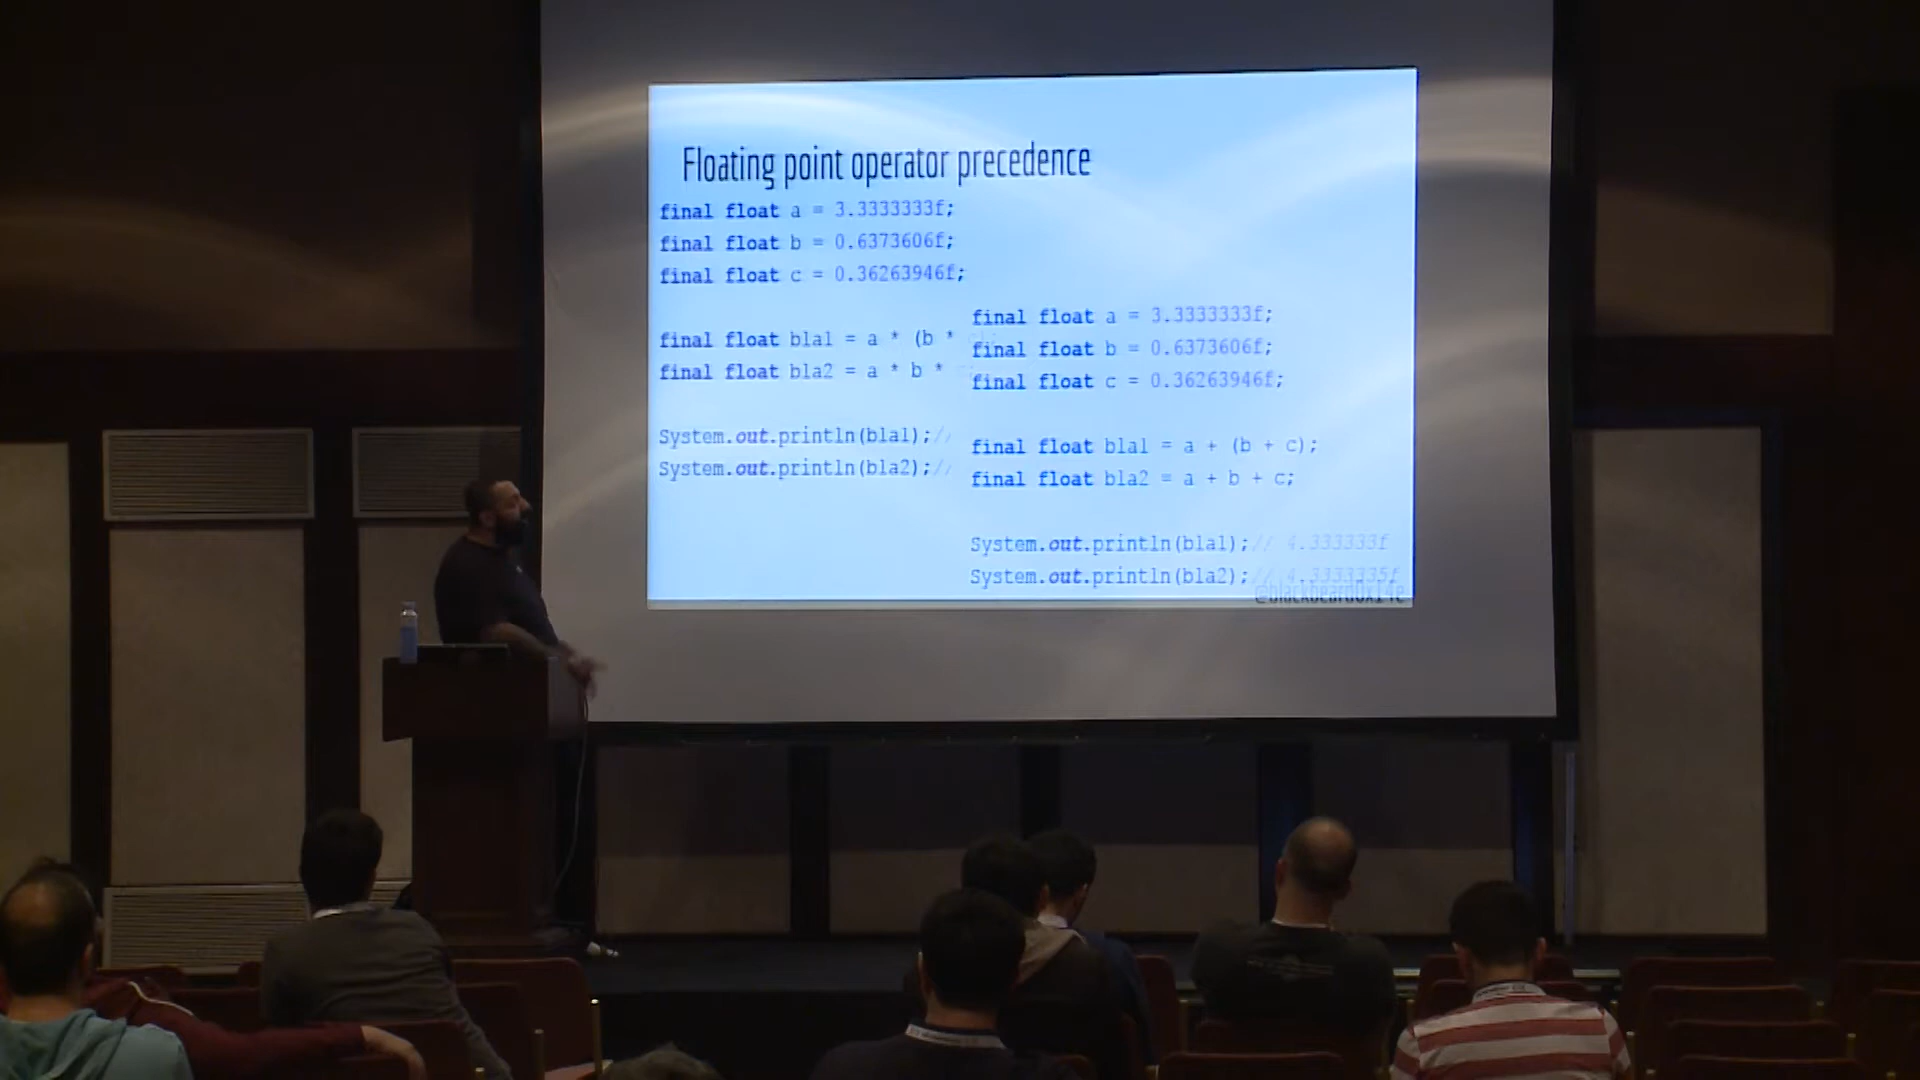 Floating point operator precedence
final float a = 3.3333333f;
final float b = 0.6373606f;
final float c = 0.36263946f;
final float bla1 = a * (b *
final float bla2 = a * b *
System.out.println(bla1);//
System.out.println(bla2);//
final float a = 3.3333333f;
final float b = 0.6373606f;
final float c = 0.36263946f;
final float bla1 = a + (b + c);
final float bla2 = a + b + c;
System.out.println(bla1);// 4.333333f
System.out.println(bla2);// 4.3333335f
@blackbeard0x14e